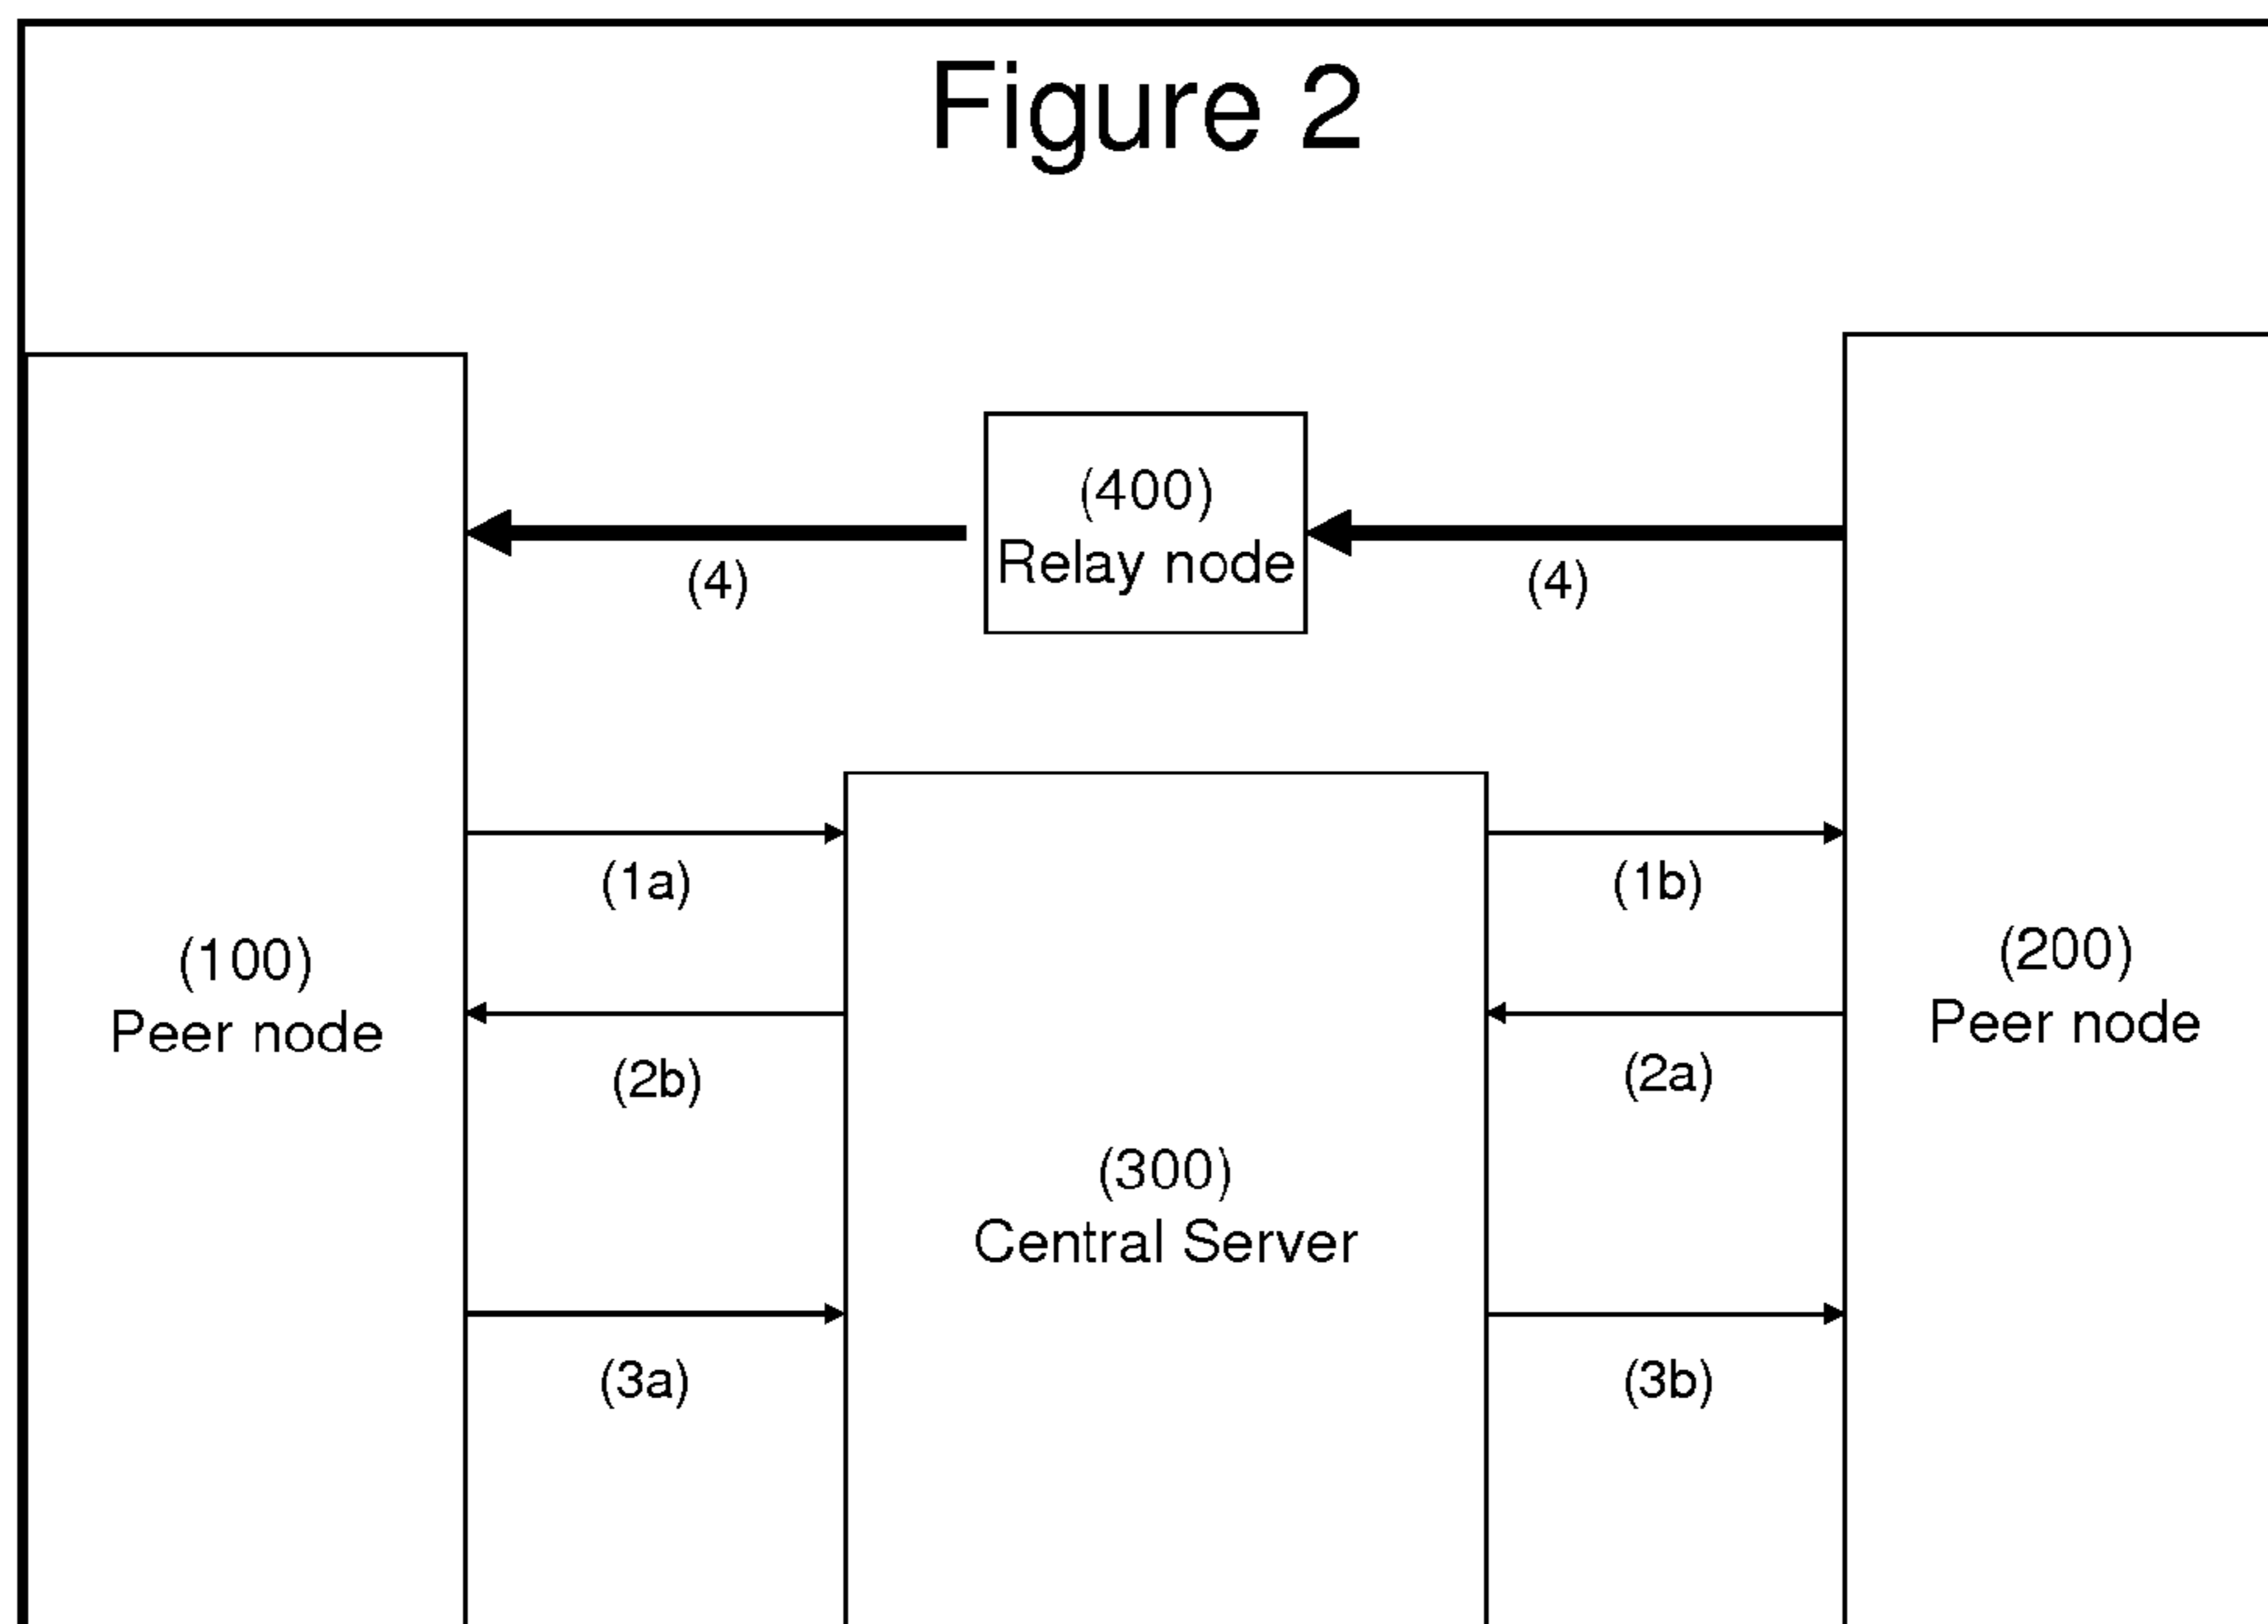 Figure 2
(400)
Relay node
(4)
(4)
(1a)
(1b)
(100)
Peer node
(200)
Peer node
(2b)
(2a)
(300)
Central Server
(3a)
(3b)